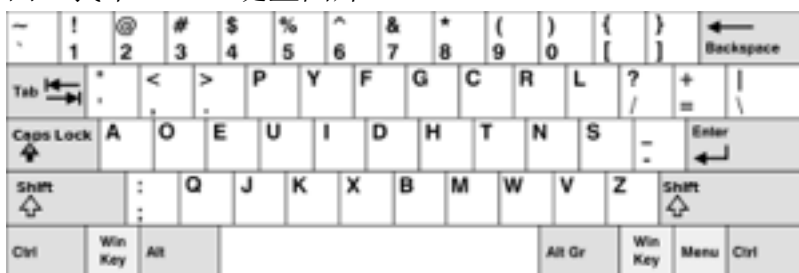 ~ ! @ # $ % ^ & * ( ) { }
` 1 2 3 4 5 6 7 8 9 0 [ ] Backspace
Tab " < > P Y F G C R L ? + |
' , . / = \
Caps Lock A O E U I D H T N S _ Enter
-
Shift : Q J K X B M W V Z Shift
;
Ctrl Win Key Alt Alt Gr Win Key Menu Ctrl